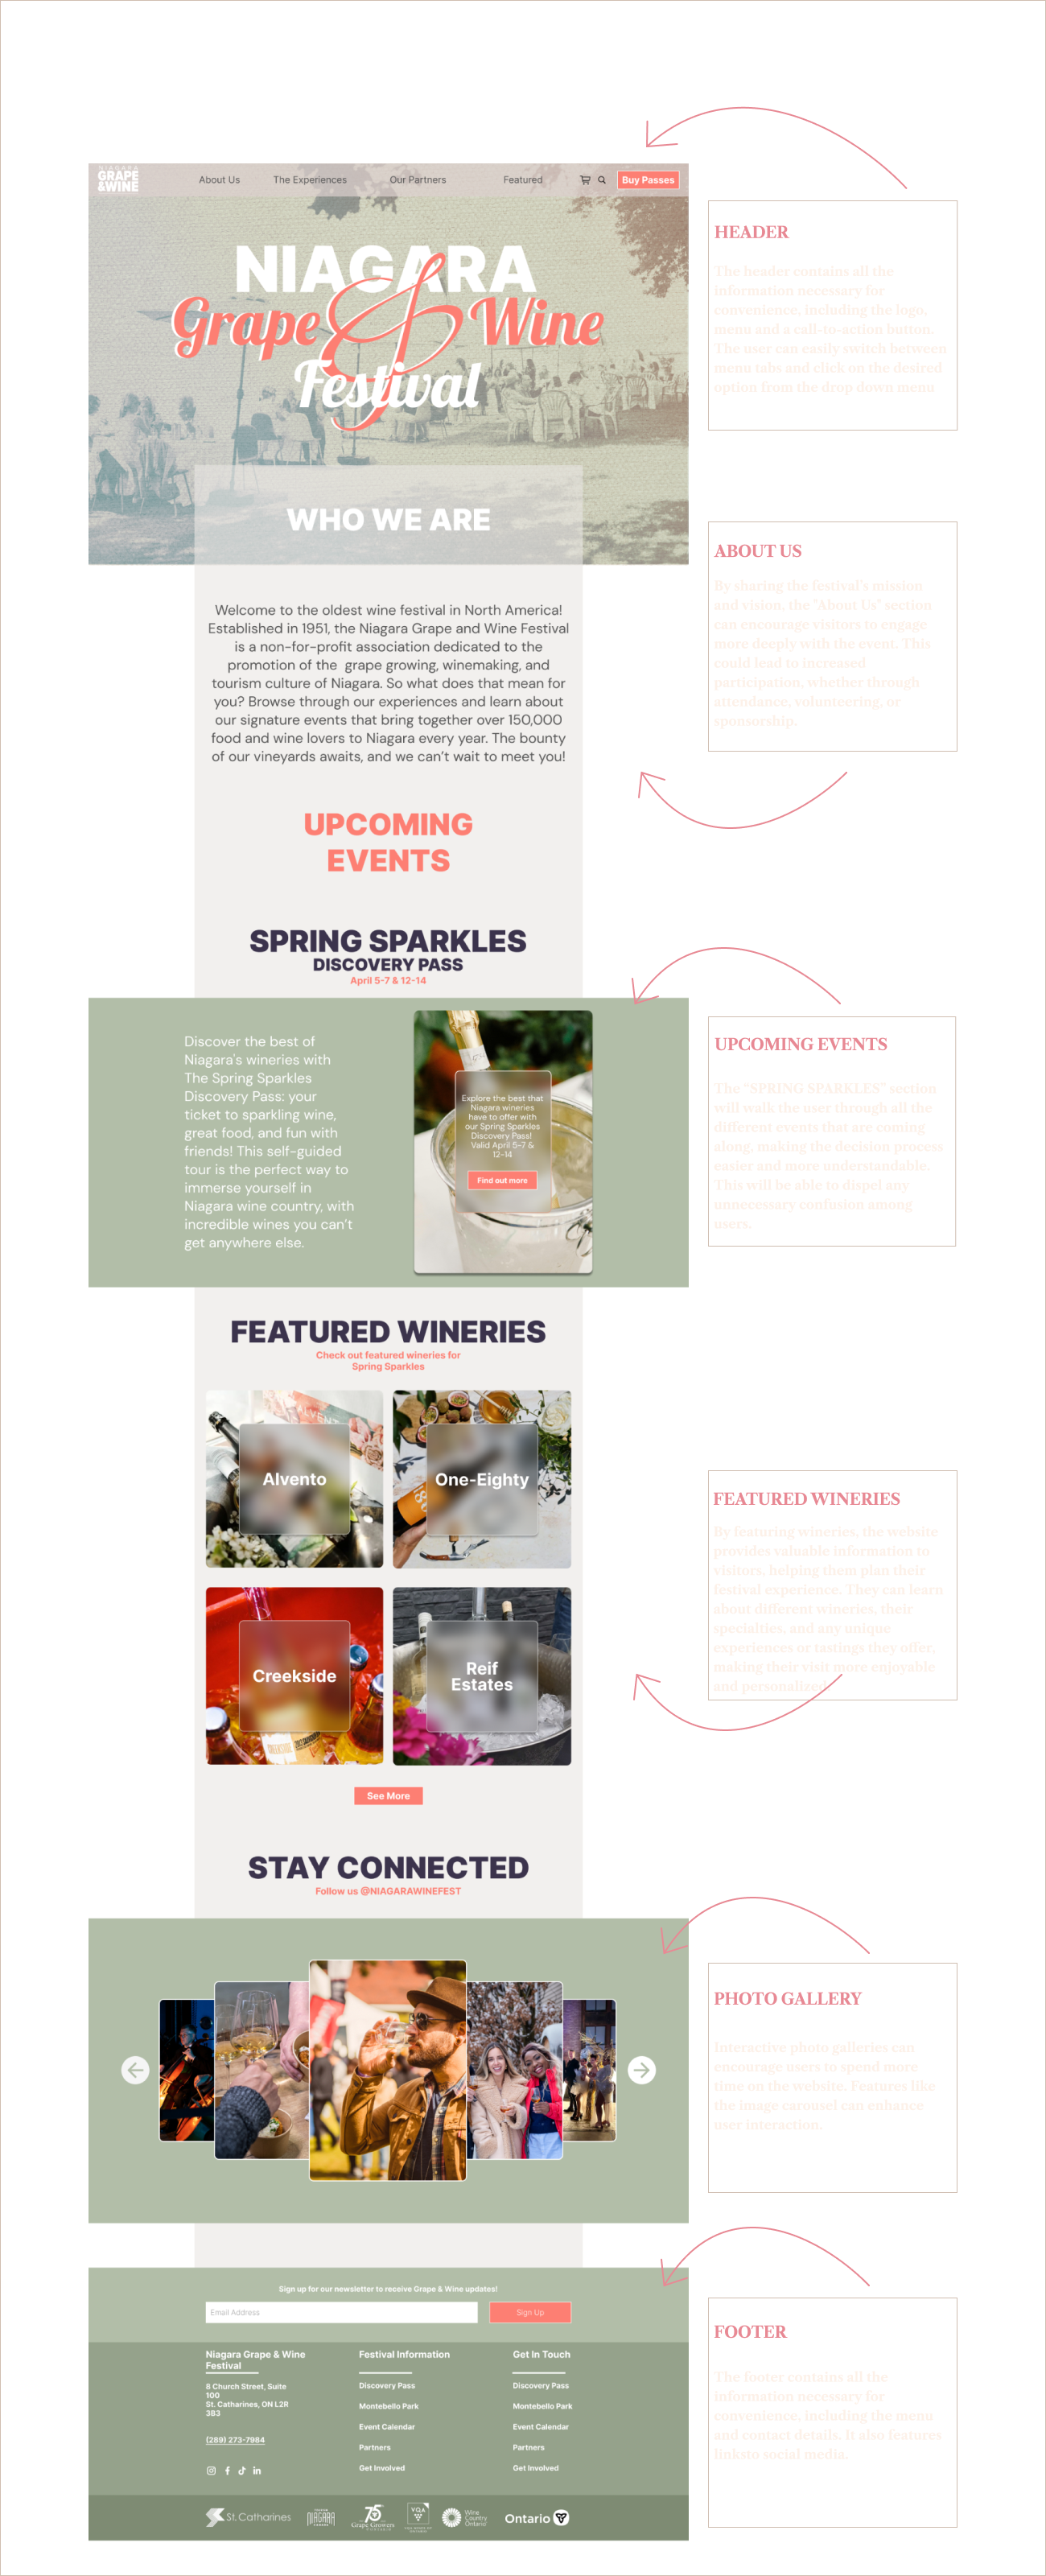 NIAGARA
GRAPE
&WINE
About Us
The Experiences
Our Partners
Featured
Buy Passes
NIAGARA
Grape & Wine
Festival
WHO WE ARE
Welcome to the oldest wine festival in North America!
Established in 1951, the Niagara Grape and Wine Festival
is a non-for-profit association dedicated to the
promotion of the grape growing, winemaking, and
tourism culture of Niagara. So what does that mean for
you? Browse through our experiences and learn about
our signature events that bring together over 150,000
food and wine lovers to Niagara every year. The bounty
of our vineyards awaits, and we can't wait to meet you!
UPCOMING
EVENTS
SPRING SPARKLES
DISCOVERY PASS
April 5-7 & 12-14
Discover the best of
Niagara's wineries with
The Spring Sparkles
Discovery Pass: your
ticket to sparkling wine,
great food, and fun with
friends! This self-guided
tour is the perfect way to
immerse yourself in
Niagara wine country, with
incredible wines you can't
get anywhere else.
Explore the best that
Niagara wineries
have to offer with
our Spring Sparkles
Discovery Pass!
Valid April 5-7 &
12-14
Find out more
FEATURED WINERIES
Check out featured wineries for
Spring Sparkles
Alvento
One-Eighty
Creekside
Reif
Estates
See More
STAY CONNECTED
Follow us @NIAGARAWINEFEST
Sign up for our newsletter to receive Grape & Wine updates!
Email Address
Sign Up
Niagara Grape & Wine
Festival
8 Church Street, Suite
100
St. Catharines, ON L2R
3B3
(289) 273-7984
Festival Information
Discovery Pass
Montebello Park
Event Calendar
Partners
Get Involved
Get In Touch
Discovery Pass
Montebello Park
Event Calendar
Partners
Get Involved
St. Catharines
NIAGARA
75
Grape Growers
VQA
Wine
Country
Ontario
Ontario
HEADER
The header contains all the
information necessary for
convenience, including the logo,
menu and a call-to-action button.
The user can easily switch between
menu tabs and click on the desired
option from the drop down menu
ABOUT US
By sharing the festival's mission
and vision, the "About Us" section
can encourage visitors to engage
more deeply with the event. This
could lead to increased
participation, whether through
attendance, volunteering, or
sponsorship.
UPCOMING EVENTS
The "SPRING SPARKLES" section
will walk the user through all the
different events that are coming
along, making the decision process
easier and more understandable.
This will be able to dispel any
unnecessary confusion among
users.
FEATURED WINERIES
By featuring wineries, the website
provides valuable information to
visitors, helping them plan their
festival experience. They can learn
about different wineries, their
specialties, and any unique
experiences or tastings they offer,
making their visit more enjoyable
and personalized.
PHOTO GALLERY
Interactive photo galleries can
encourage users to spend more
time on the website. Features like
the image carousel can enhance
user interaction.
FOOTER
The footer contains all the
information necessary for
convenience, including the menu
and contact details. It also features
linksto social media.